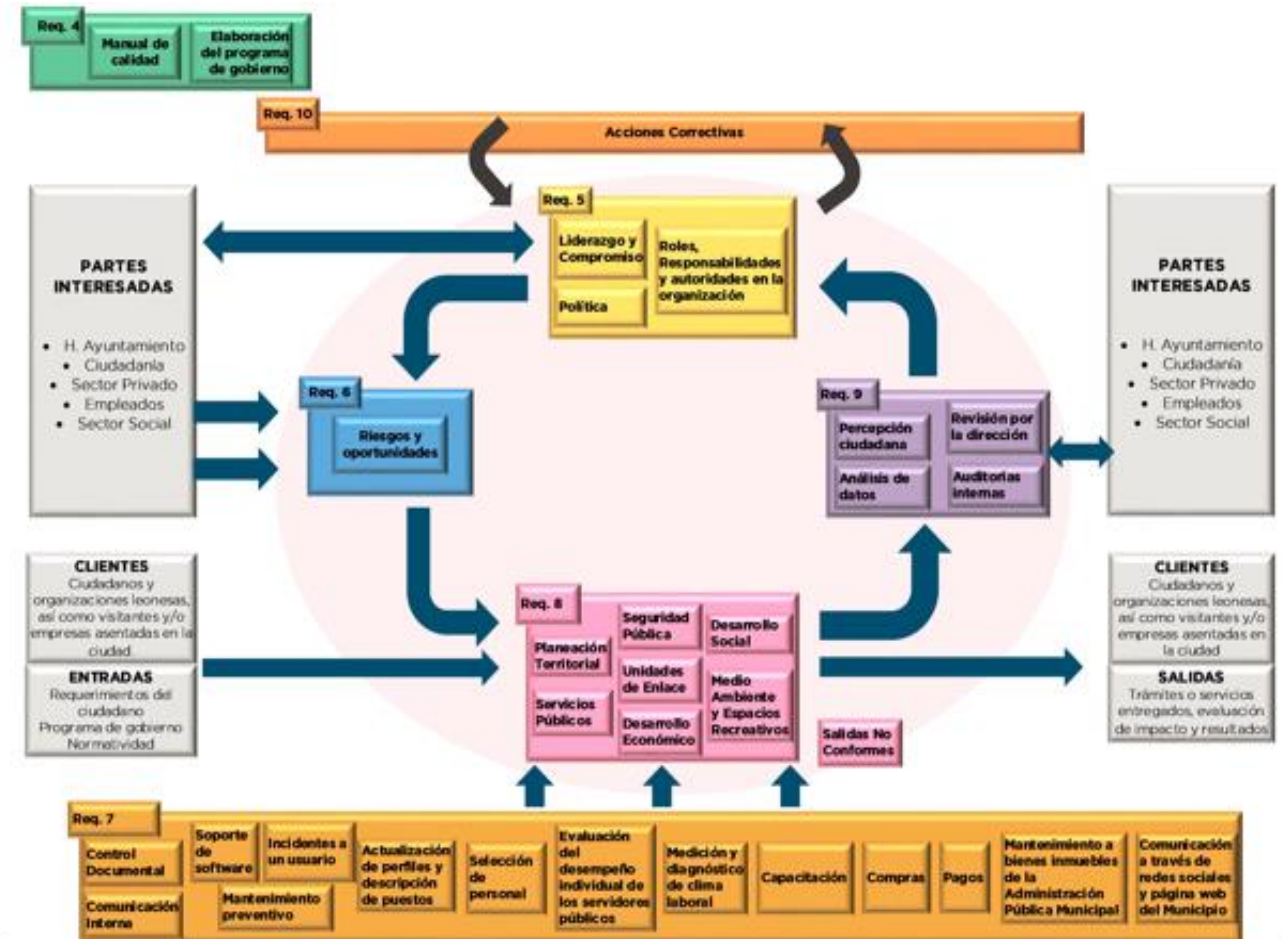 Req. 4
Manual de
calidad
Elaboración
del programa
de gobierno
Req. 10
Acciones Correctivas
PARTES
INTERESADAS
• H. Ayuntamiento
• Ciudadanía
• Sector Privado
• Empleados
• Sector Social
Req. 5
Liderazgo y
Compromiso
Política
Roles,
Responsabilidades
y autoridades en la
organización
PARTES
INTERESADAS
• H. Ayuntamiento
• Ciudadanía
• Sector Privado
• Empleados
• Sector Social
Req. 6
Riesgos y
oportunidades
Req. 9
Percepción
ciudadana
Revisión por
la dirección
Análisis de
datos
Auditorías
internas
CLIENTES
Ciudadanos y
organizaciones leonesas,
así como visitantes y/o
empresas asentadas en la
ciudad
ENTRADAS
Requerimientos del
ciudadano
Programa de gobierno
Normatividad
Req. 8
Planeación
Territorial
Servicios
Públicos
Seguridad
Pública
Unidades
de Enlace
Desarrollo
Económico
Desarrollo
Social
Medio
Ambiente
y Espacios
Recreativos
Salidas No
Conformes
CLIENTES
Ciudadanos y
organizaciones leonesas,
así como visitantes y/o
empresas asentadas en
la ciudad
SALIDAS
Trámites o servicios
entregados, evaluación
de impacto y resultados
Req. 7
Control
Documental
Comunicación
Interna
Soporte
de
software
Incidentes a
un usuario
Mantenimiento
preventivo
Actualización
de perfiles y
descripción
de puestos
Selección
de
personal
Evaluación
del
desempeño
individual de
los servidores
públicos
Medición y
diagnóstico
de clima
laboral
Capacitación
Compras
Pagos
Mantenimiento a
bienes inmuebles
de la
Administración
Pública Municipal
Comunicación
a través de
redes sociales
y página web
del Municipio